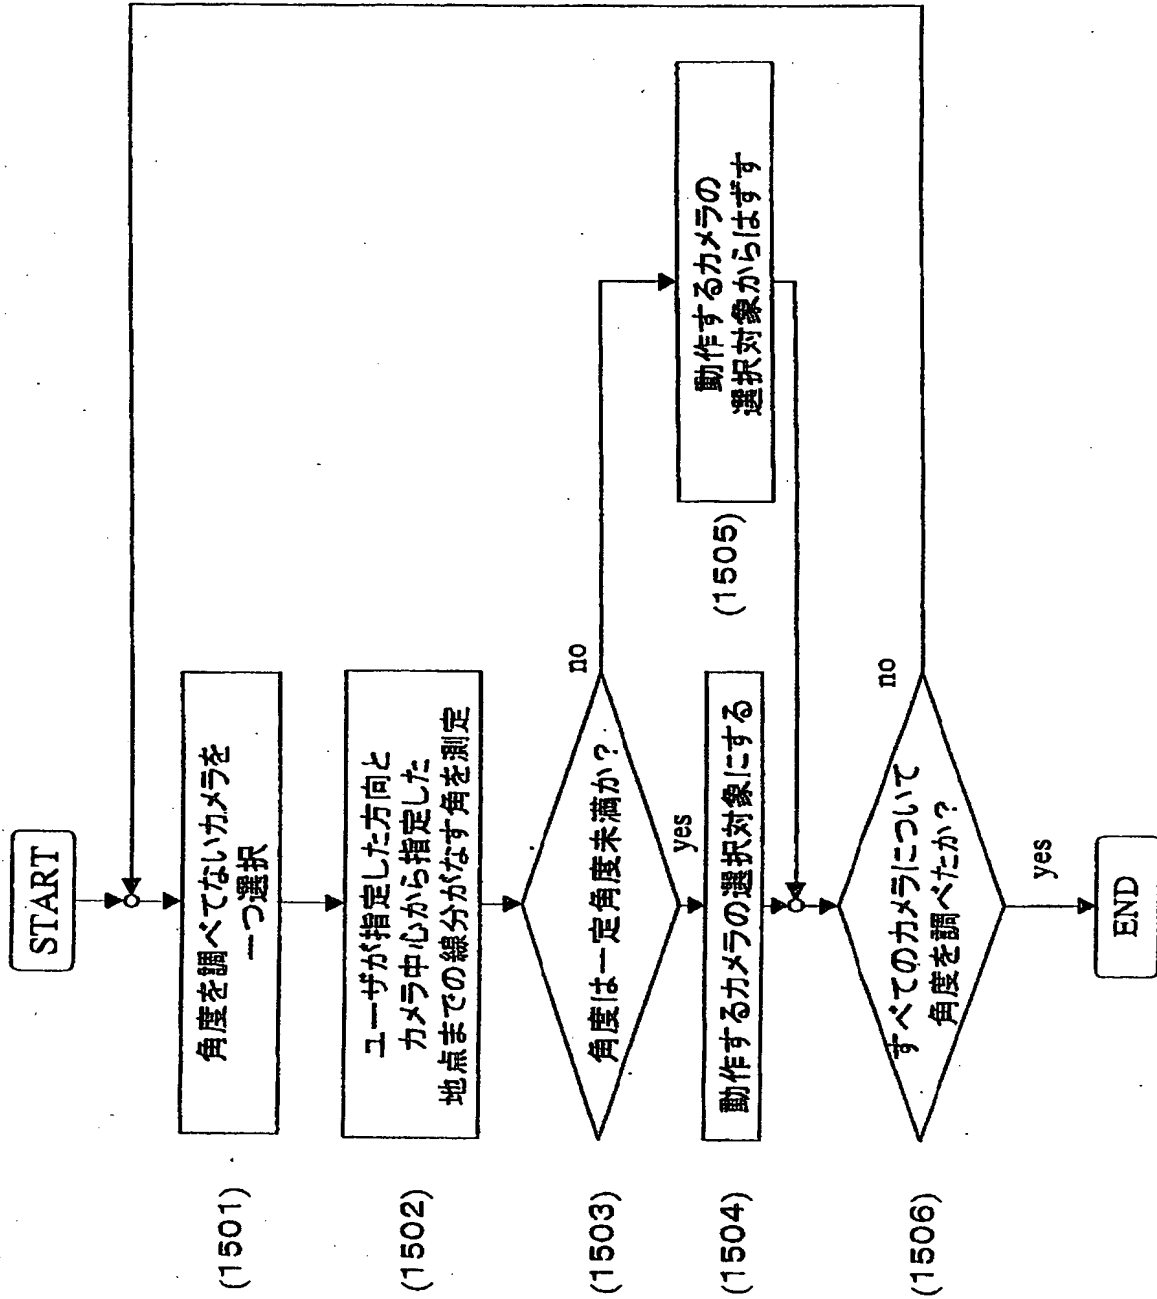 START
(1501)
角度を調べてないカメラを
一つ選択
(1502)
ユーザが指定した方向と
カメラ中心から指定した
地点までの線分がなす角を測定
(1503)
角度は一定角度未満か?
no
yes
(1504)
動作するカメラの選択対象にする
(1505)
動作するカメラの
選択対象からはずす
(1506)
すべてのカメラについて
角度を調べたか?
no
yes
END